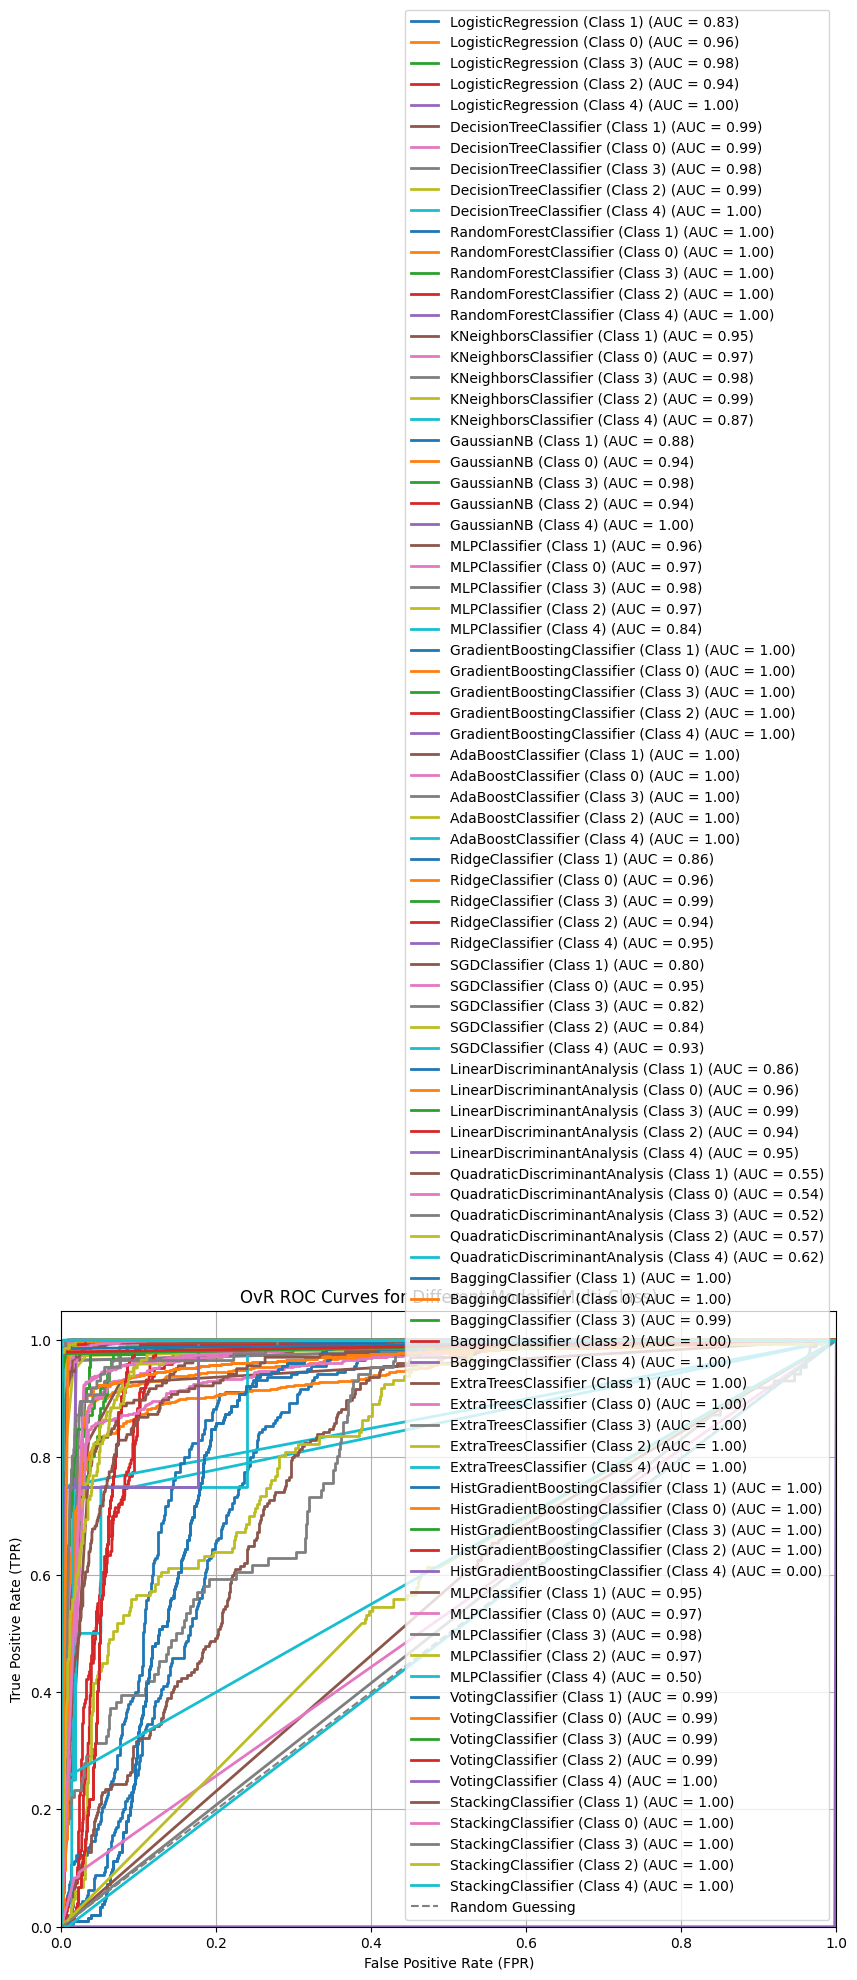 LogisticRegression (Class 1) (AUC = 0.83)
LogisticRegression (Class 0) (AUC = 0.96)
LogisticRegression (Class 3) (AUC = 0.98)
LogisticRegression (Class 2) (AUC = 0.94)
LogisticRegression (Class 4) (AUC = 1.00)
DecisionTreeClassifier (Class 1) (AUC = 0.99)
DecisionTreeClassifier (Class 0) (AUC = 0.99)
DecisionTreeClassifier (Class 3) (AUC = 0.98)
DecisionTreeClassifier (Class 2) (AUC = 0.99)
DecisionTreeClassifier (Class 4) (AUC = 1.00)
RandomForestClassifier (Class 1) (AUC = 1.00)
RandomForestClassifier (Class 0) (AUC = 1.00)
RandomForestClassifier (Class 3) (AUC = 1.00)
RandomForestClassifier (Class 2) (AUC = 1.00)
RandomForestClassifier (Class 4) (AUC = 1.00)
KNeighborsClassifier (Class 1) (AUC = 0.95)
KNeighborsClassifier (Class 0) (AUC = 0.97)
KNeighborsClassifier (Class 3) (AUC = 0.98)
KNeighborsClassifier (Class 2) (AUC = 0.99)
KNeighborsClassifier (Class 4) (AUC = 0.87)
GaussianNB (Class 1) (AUC = 0.88)
GaussianNB (Class 0) (AUC = 0.94)
GaussianNB (Class 3) (AUC = 0.98)
GaussianNB (Class 2) (AUC = 0.94)
GaussianNB (Class 4) (AUC = 1.00)
MLPClassifier (Class 1) (AUC = 0.96)
MLPClassifier (Class 0) (AUC = 0.97)
MLPClassifier (Class 3) (AUC = 0.98)
MLPClassifier (Class 2) (AUC = 0.97)
MLPClassifier (Class 4) (AUC = 0.84)
GradientBoostingClassifier (Class 1) (AUC = 1.00)
GradientBoostingClassifier (Class 0) (AUC = 1.00)
GradientBoostingClassifier (Class 3) (AUC = 1.00)
GradientBoostingClassifier (Class 2) (AUC = 1.00)
GradientBoostingClassifier (Class 4) (AUC = 1.00)
AdaBoostClassifier (Class 1) (AUC = 1.00)
AdaBoostClassifier (Class 0) (AUC = 1.00)
AdaBoostClassifier (Class 3) (AUC = 1.00)
AdaBoostClassifier (Class 2) (AUC = 1.00)
AdaBoostClassifier (Class 4) (AUC = 1.00)
RidgeClassifier (Class 1) (AUC = 0.86)
RidgeClassifier (Class 0) (AUC = 0.96)
RidgeClassifier (Class 3) (AUC = 0.99)
RidgeClassifier (Class 2) (AUC = 0.94)
RidgeClassifier (Class 4) (AUC = 0.95)
SGDClassifier (Class 1) (AUC = 0.80)
SGDClassifier (Class 0) (AUC = 0.95)
SGDClassifier (Class 3) (AUC = 0.82)
SGDClassifier (Class 2) (AUC = 0.84)
SGDClassifier (Class 4) (AUC = 0.93)
LinearDiscriminantAnalysis (Class 1) (AUC = 0.86)
LinearDiscriminantAnalysis (Class 0) (AUC = 0.96)
LinearDiscriminantAnalysis (Class 3) (AUC = 0.99)
LinearDiscriminantAnalysis (Class 2) (AUC = 0.94)
LinearDiscriminantAnalysis (Class 4) (AUC = 0.95)
QuadraticDiscriminantAnalysis (Class 1) (AUC = 0.55)
QuadraticDiscriminantAnalysis (Class 0) (AUC = 0.54)
QuadraticDiscriminantAnalysis (Class 3) (AUC = 0.52)
QuadraticDiscriminantAnalysis (Class 2) (AUC = 0.57)
QuadraticDiscriminantAnalysis (Class 4) (AUC = 0.62)
BaggingClassifier (Class 1) (AUC = 1.00)
OvR ROC Curves for
BaggingClassifier (Class 0) (AUC = 1.00)
BaggingClassifier (Class 3) (AUC = 0.99)
BaggingClassifier (Class 2) (AUC = 1.00)
BaggingClassifier (Class 4) (AUC = 1.00)
ExtraTreesClassifier (Class 1) (AUC = 1.00)
ExtraTreesClassifier (Class 0) (AUC = 1.00)
ExtraTreesClassifier (Class 3) (AUC = 1.00)
ExtraTreesClassifier (Class 2) (AUC = 1.00)
ExtraTreesClassifier (Class 4) (AUC = 1.00)
HistGradientBoostingClassifier (Class 1) (AUC = 1.00)
HistGradientBoostingClassifier (Class 0) (AUC = 1.00)
HistGradientBoostingClassifier (Class 3) (AUC = 1.00)
HistGradientBoostingClassifier (Class 2) (AUC = 1.00)
HistGradientBoostingClassifier (Class 4) (AUC = 0.00)
MLPClassifier (Class 1) (AUC = 0.95)
MLPClassifier (Class 0) (AUC = 0.97)
MLPClassifier (Class 3) (AUC = 0.98)
MLPClassifier (Class 2) (AUC = 0.97)
MLPClassifier (Class 4) (AUC = 0.50)
VotingClassifier (Class 1) (AUC = 0.99)
VotingClassifier (Class 0) (AUC = 0.99)
VotingClassifier (Class 3) (AUC = 0.99)
VotingClassifier (Class 2) (AUC = 0.99)
VotingClassifier (Class 4) (AUC = 1.00)
StackingClassifier (Class 1) (AUC = 1.00)
StackingClassifier (Class 0) (AUC = 1.00)
StackingClassifier (Class 3) (AUC = 1.00)
StackingClassifier (Class 2) (AUC = 1.00)
StackingClassifier (Class 4) (AUC = 1.00)
Random Guessing
True Positive Rate (TPR)
1.0
0.8
0.6
0.4
0.2
0.0
0.0 0.2 0.4 0.6 0.8 1.0
False Positive Rate (FPR)